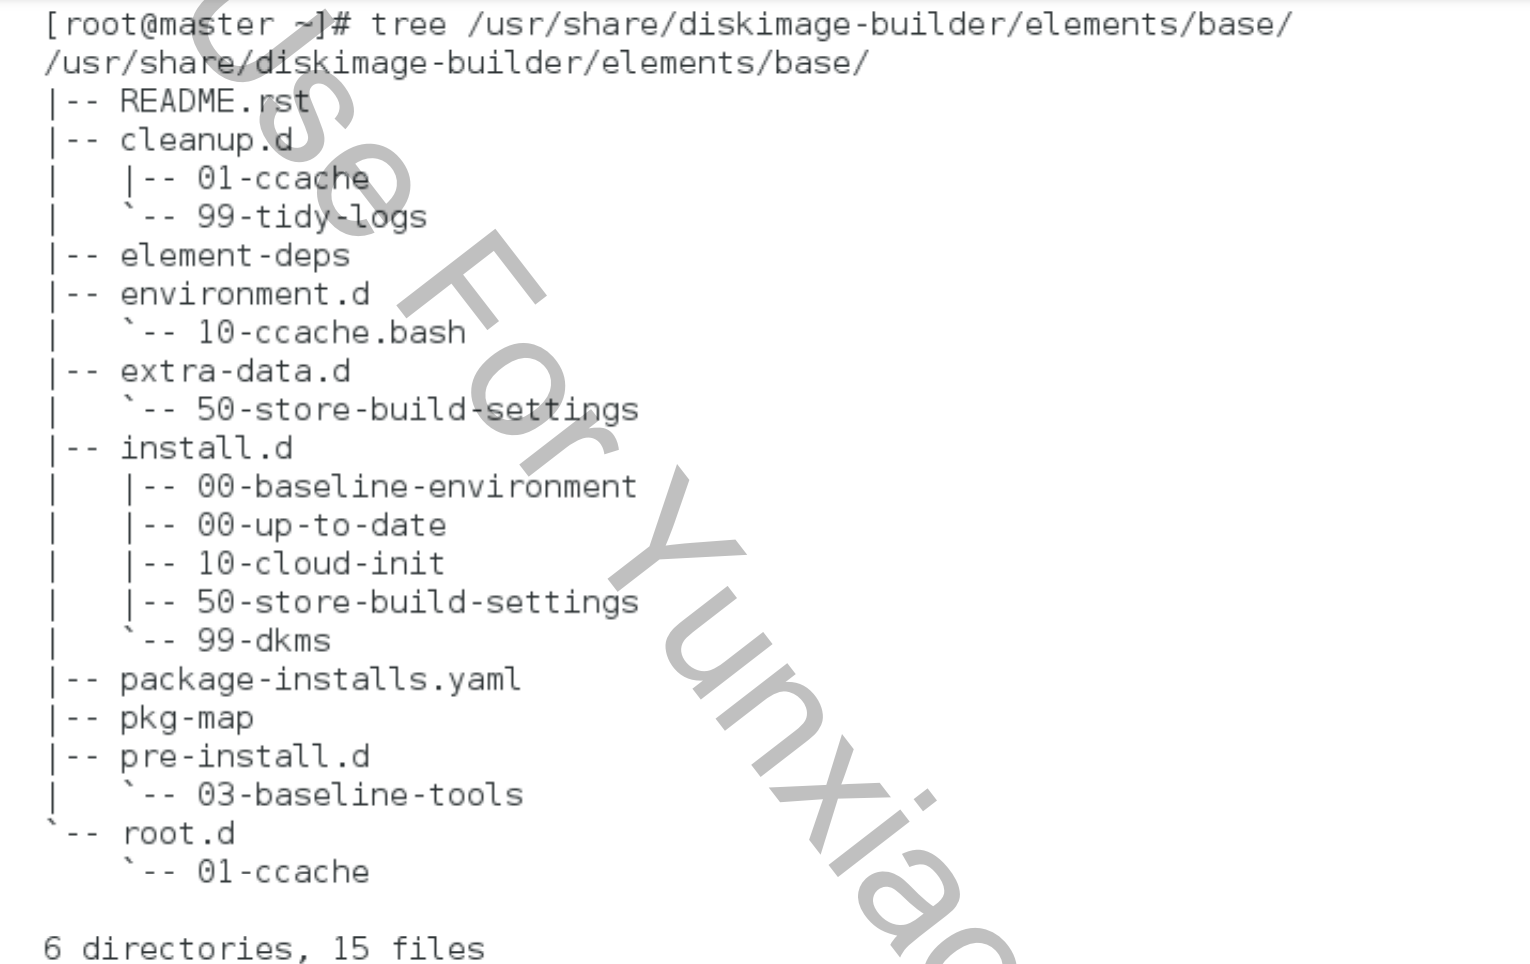 [root@master ~]# tree /usr/share/diskimage-builder/elements/base/
/usr/share/diskimage-builder/elements/base/
|-- README.rst
|-- cleanup.d
|   |-- 01-ccache
|   `-- 99-tidy-logs
|-- element-deps
|-- environment.d
|   `-- 10-ccache.bash
|-- extra-data.d
|   `-- 50-store-build-settings
|-- install.d
|   |-- 00-baseline-environment
|   |-- 00-up-to-date
|   |-- 10-cloud-init
|   |-- 50-store-build-settings
|   `-- 99-dkms
|-- package-installs.yaml
|-- pkg-map
|-- pre-install.d
|   `-- 03-baseline-tools
`-- root.d
    `-- 01-ccache
6 directories, 15 files
Use For Yunxiao